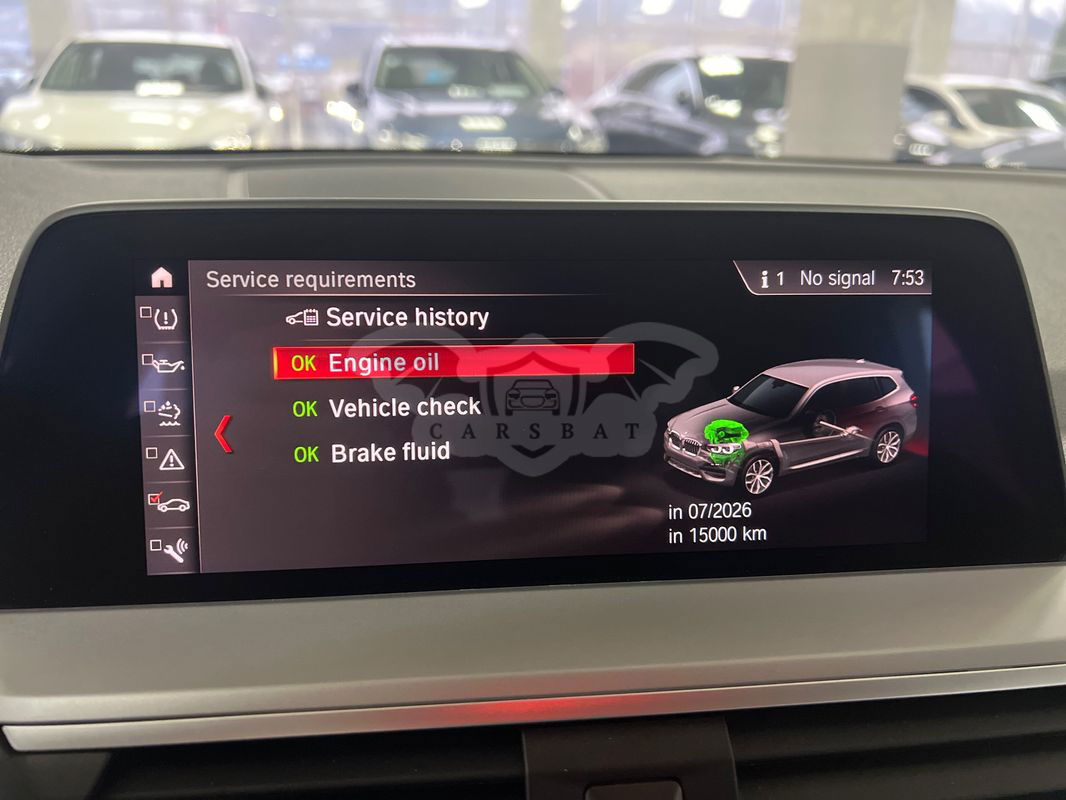 Service requirements
1 No signal 7:53
Service history
OK Engine oil
OK Vehicle check
OK Brake fluid
CARSBAT
in 07/2026
in 15000 km